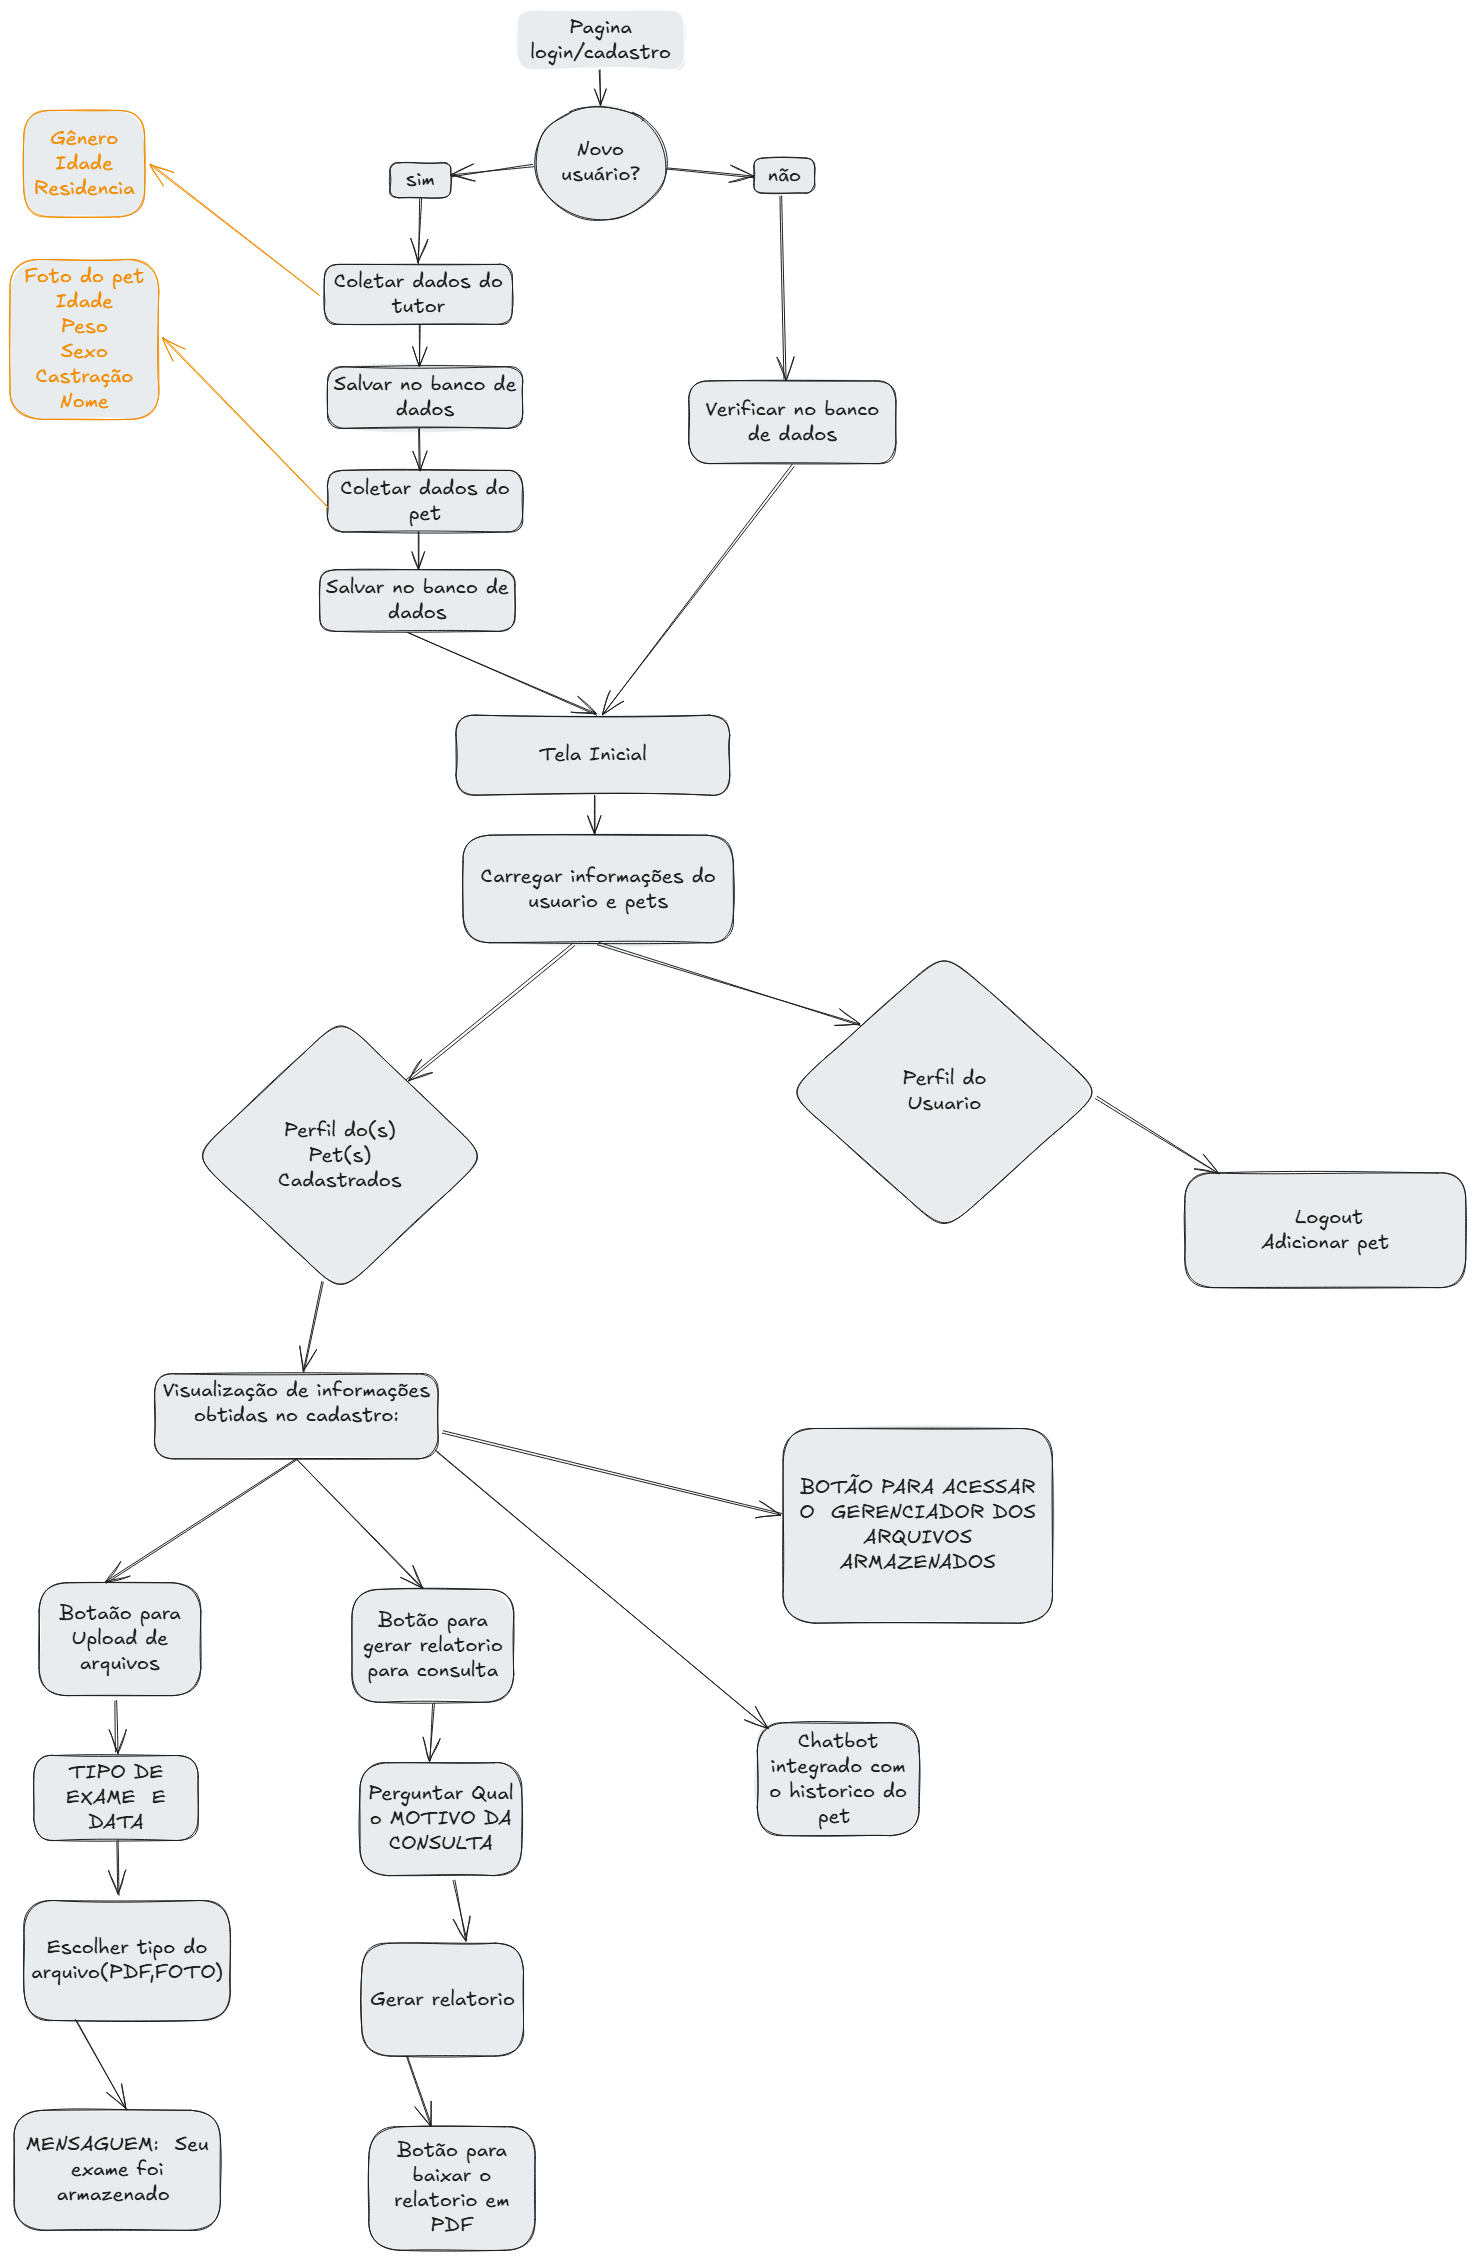 Pagina
login/cadastro
Novo
usuário?
sim
não
Gênero
Idade
Residencia
Foto do pet
Idade
Peso
Sexo
Castração
Nome
Coletar dados do
tutor
Salvar no banco de
dados
Verificar no banco
de dados
Coletar dados do
pet
Salvar no banco de
dados
Tela Inicial
Carregar informações do
usuario e pets
Perfil do
Usuario
Perfil do(s)
Pet(s)
Cadastrados
Logout
Adicionar pet
Visualização de informações
obtidas no cadastro:
BOTÃO PARA ACESSAR
O  GERENCIADOR DOS
ARQUIVOS
ARMAZENADOS
Botaão para
Upload de
arquivos
Botão para
gerar relatorio
para consulta
Chatbot
integrado com
o historico do
pet
TIPO DE
EXAME  E
DATA
Perguntar Qual
o MOTIVO DA
CONSULTA
Escolher tipo do
arquivo(PDF,FOTO)
Gerar relatorio
MENSAGUEM:  Seu
exame foi
armazenado
Botão para
baixar o
relatorio em
PDF